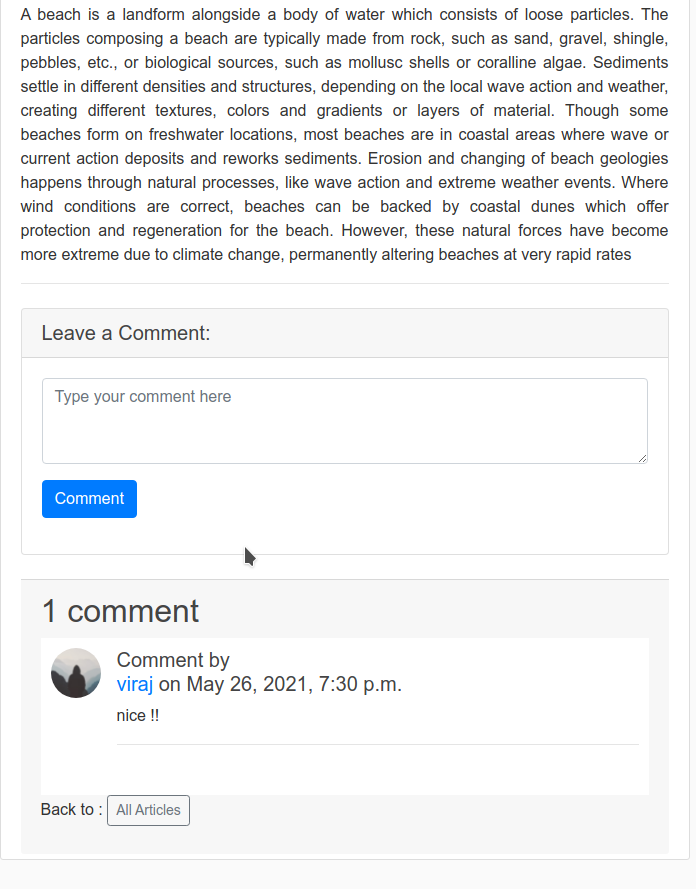 A beach is a landform alongside a body of water which consists of loose particles. The
particles composing a beach are typically made from rock, such as sand, gravel, shingle,
pebbles, etc., or biological sources, such as mollusc shells or coralline algae. Sediments
settle in different densities and structures, depending on the local wave action and weather,
creating different textures, colors and gradients or layers of material. Though some
beaches form on freshwater locations, most beaches are in coastal areas where wave or
current action deposits and reworks sediments. Erosion and changing of beach geologies
happens through natural processes, like wave action and extreme weather events. Where
wind conditions are correct, beaches can be backed by coastal dunes which offer
protection and regeneration for the beach. However, these natural forces have become
more extreme due to climate change, permanently altering beaches at very rapid rates
Leave a Comment:
Type your comment here
Comment
1 comment
Comment by
viraj on May 26, 2021, 7:30 p.m.
nice !!
Back to : All Articles